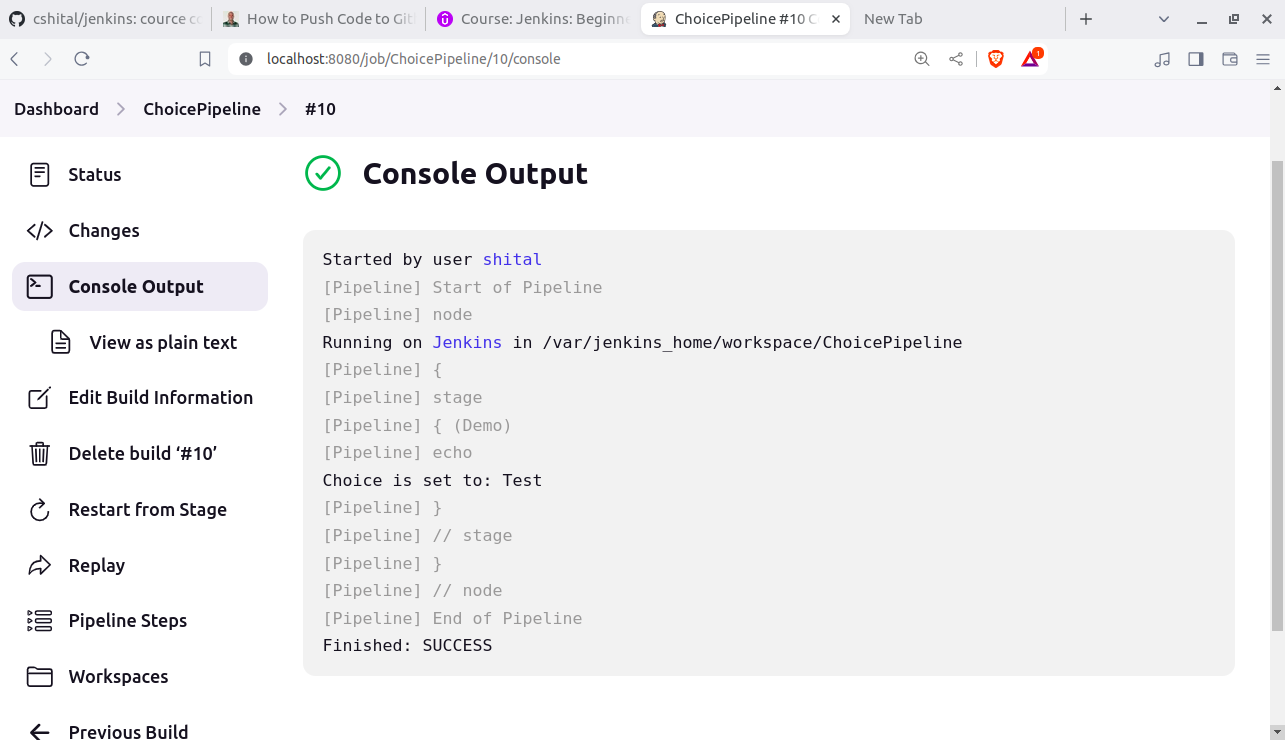 cshital/jenkins: cource co
How to Push Code to Git
Course: Jenkins: Beginne
ChoicePipeline #10 C
New Tab
localhost:8080/job/ChoicePipeline/10/console
1
Dashboard
ChoicePipeline
#10
Status
Changes
Console Output
View as plain text
Edit Build Information
Delete build ‘#10’
Restart from Stage
Replay
Pipeline Steps
Workspaces
Previous Build
Console Output
Started by user shital
[Pipeline] Start of Pipeline
[Pipeline] node
Running on Jenkins in /var/jenkins_home/workspace/ChoicePipeline
[Pipeline] {
[Pipeline] stage
[Pipeline] { (Demo)
[Pipeline] echo
Choice is set to: Test
[Pipeline] }
[Pipeline] // stage
[Pipeline] }
[Pipeline] // node
[Pipeline] End of Pipeline
Finished: SUCCESS